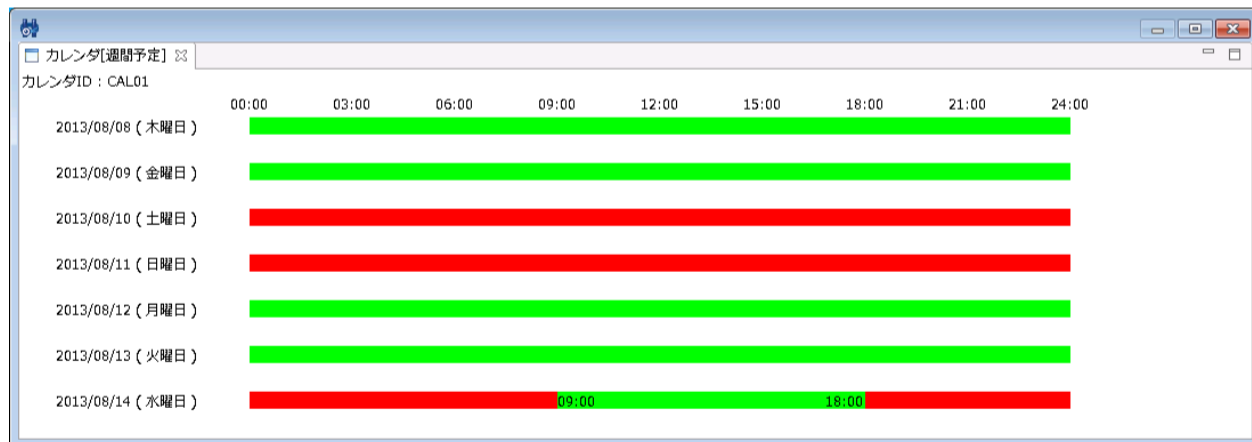 カレンダ[週間予定]
カレンダID : CAL01
00:00 03:00 06:00 09:00 12:00 15:00 18:00 21:00 24:00
2013/08/08 ( 木曜日 )
2013/08/09 ( 金曜日 )
2013/08/10 ( 土曜日 )
2013/08/11 ( 日曜日 )
2013/08/12 ( 月曜日 )
2013/08/13 ( 火曜日 )
2013/08/14 ( 水曜日 ) 09:00 18:00